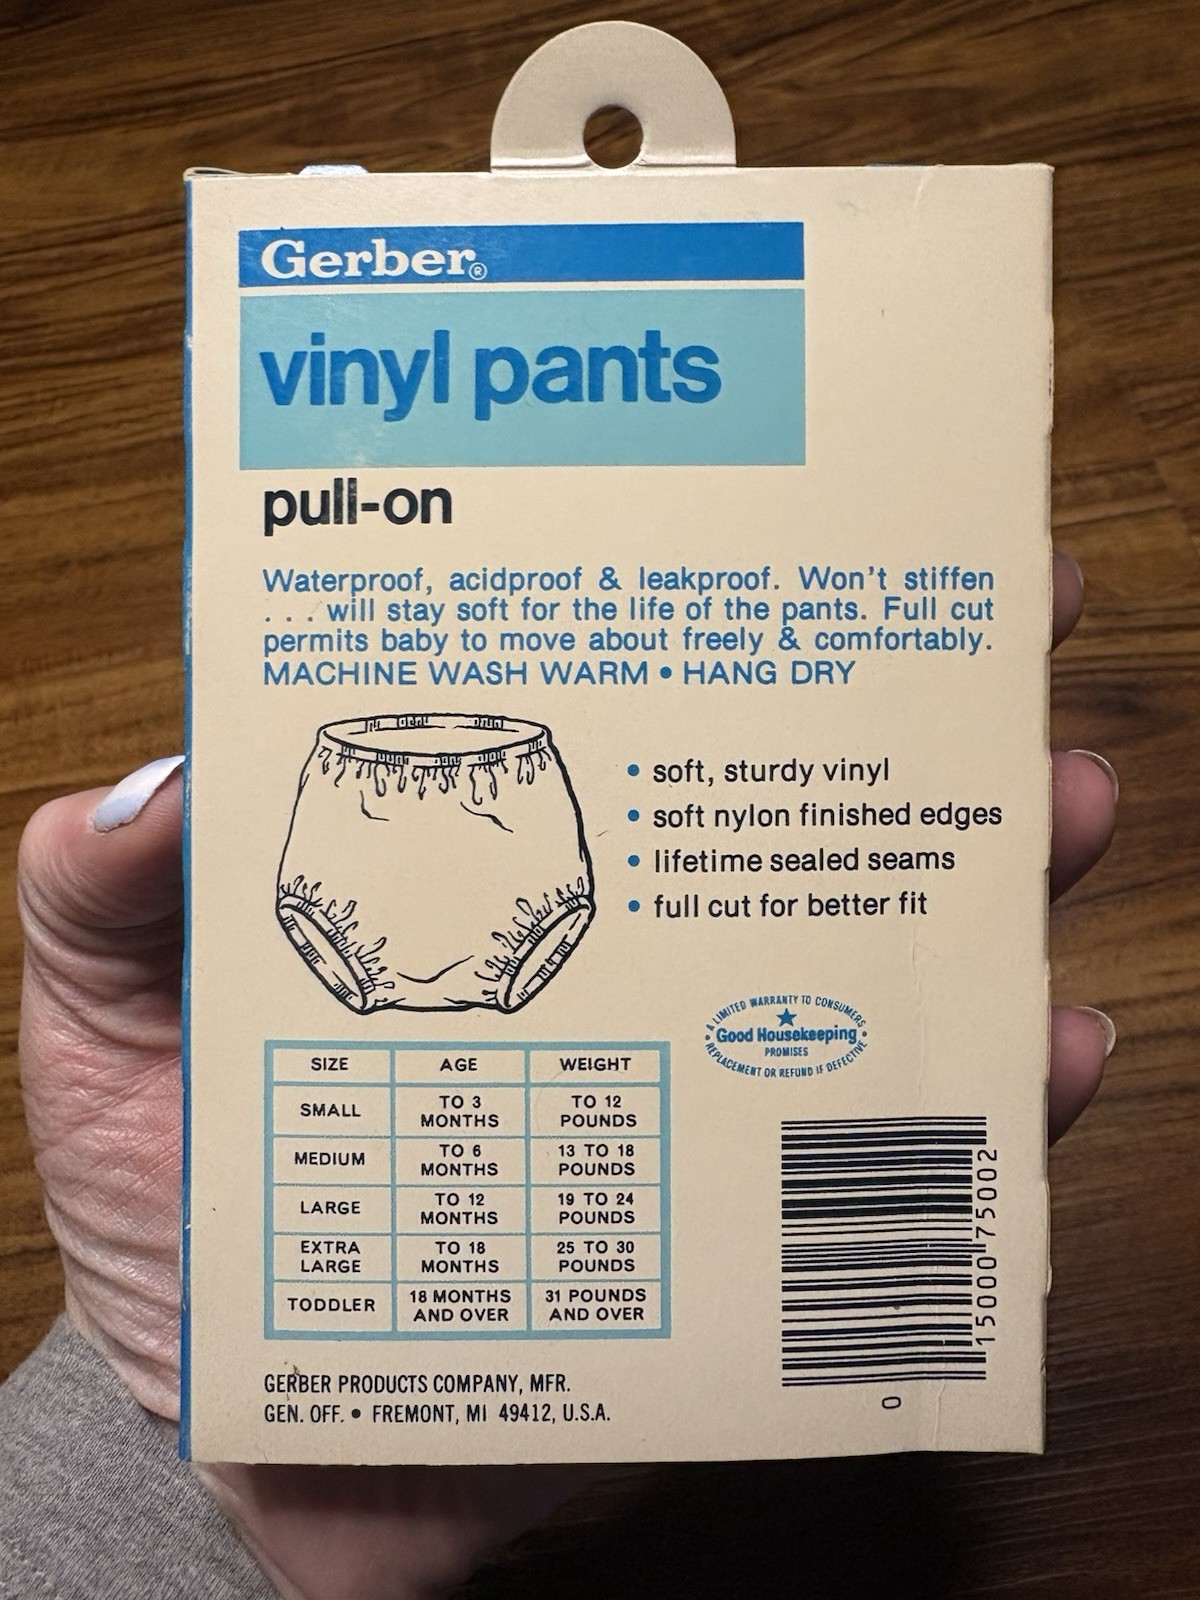 Gerber®
vinyl pants
pull-on
Waterproof, acidproof & leakproof. Won't stiffen
. . . will stay soft for the life of the pants. Full cut
permits baby to move about freely & comfortably.
MACHINE WASH WARM • HANG DRY
• soft, sturdy vinyl
• soft nylon finished edges
• lifetime sealed seams
• full cut for better fit
• A LIMITED WARRANTY TO CONSUMERS •
Good Housekeeping
PROMISES
REPLACEMENT OR REFUND IF DEFECTIVE
SIZE AGE WEIGHT
SMALL TO 3 MONTHS TO 12 POUNDS
MEDIUM TO 6 MONTHS 13 TO 18 POUNDS
LARGE TO 12 MONTHS 19 TO 24 POUNDS
EXTRA LARGE TO 18 MONTHS 25 TO 30 POUNDS
TODDLER 18 MONTHS AND OVER 31 POUNDS AND OVER
0 15000 75002
GERBER PRODUCTS COMPANY, MFR.
GEN. OFF. • FREMONT, MI 49412, U.S.A.